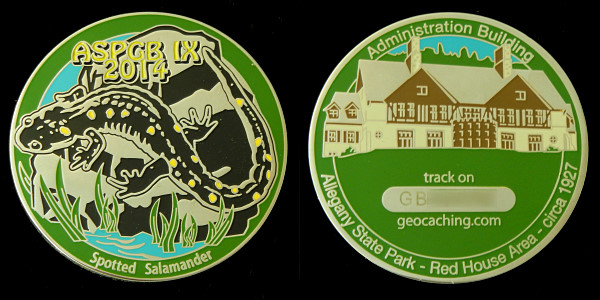 ASPGB IX
2014
Spotted Salamander
Administration Building
track on
GB
geocaching.com
Allegany State Park - Red House Area - circa 1927